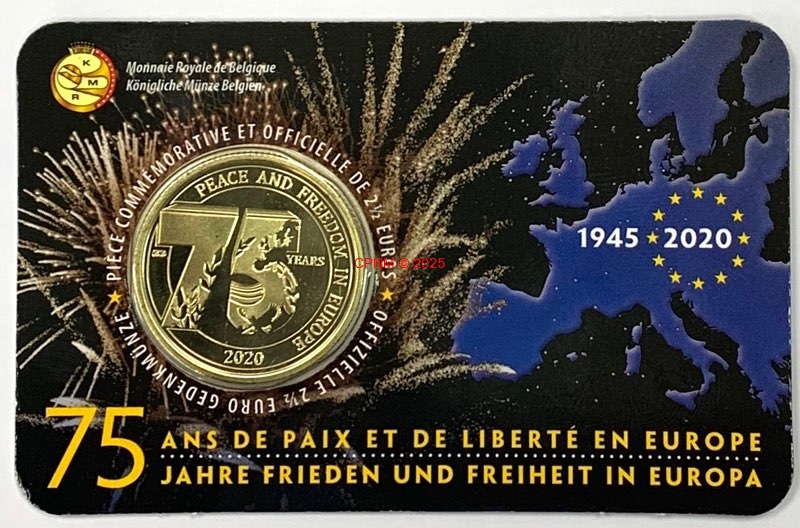 K
M
R
Monnaie Royale de Belgique
Königliche Münze Belgien
PIÈCE COMMEMORATIVE ET OFFICIELLE DE 2½ EUROS
OFFIZIELLE 2½ EURO GEDENKMÜNZE
PEACE AND FREEDOM IN EUROPE
75
YEARS
2020
CPIIM © 2025
1945 2020
75 ANS DE PAIX ET DE LIBERTÉ EN EUROPE
JAHRE FRIEDEN UND FREIHEIT IN EUROPA